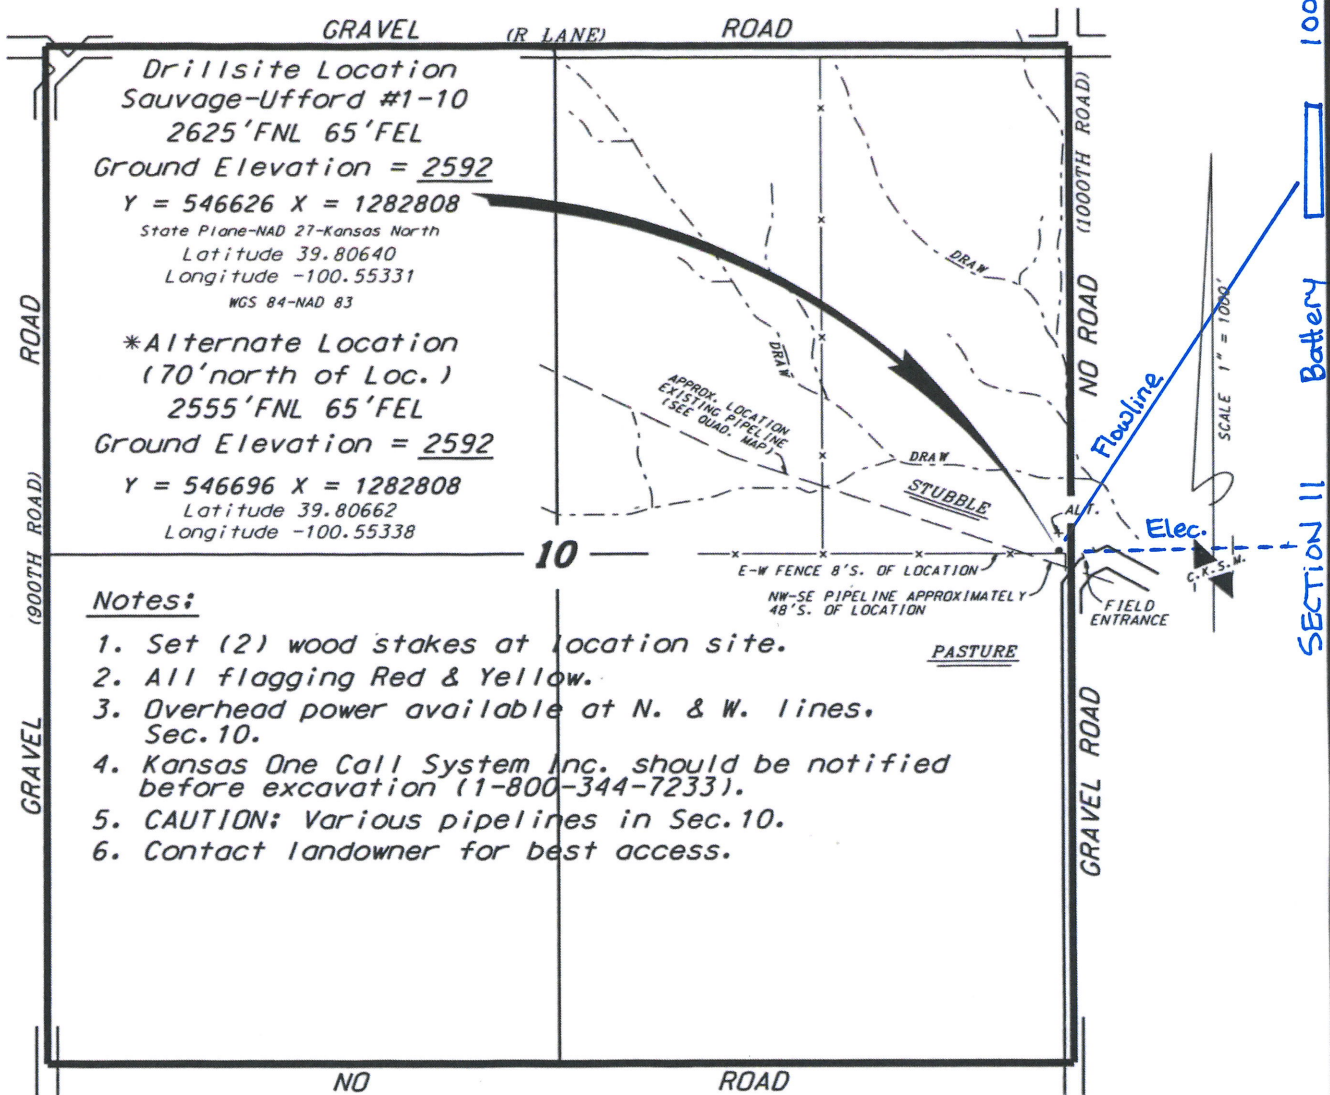 GRAVEL (R LANE) ROAD
Drillsite Location
Sauvage-Ufford #1-10
2625'FNL 65'FEL
Ground Elevation = 2592
Y = 546626 X = 1282808
State Plane-NAD 27-Kansas North
Latitude 39.80640
Longitude -100.55331
WGS 84-NAD 83
*Alternate Location
(70'north of Loc.)
2555'FNL 65'FEL
Ground Elevation = 2592
Y = 546696 X = 1282808
Latitude 39.80662
Longitude -100.55338
GRAVEL (900TH ROAD) ROAD
DRAW
DRAW
DRAW
APPROX. LOCATION
EXISTING PIPELINE
(SEE QUAD. MAP)
STUBBLE
ALT.
10
E-W FENCE 8'S. OF LOCATION
NW-SE PIPELINE APPROXIMATELY
48'S. OF LOCATION
FIELD
ENTRANCE
PASTURE
(1000TH ROAD)
NO ROAD
GRAVEL ROAD
Flowline
Elec.
SCALE 1" = 1000'
C.K.S.M.
SECTION 11 Battery 100
Notes:
1. Set (2) wood stakes at location site.
2. All flagging Red & Yellow.
3. Overhead power available at N. & W. lines.
Sec.10.
4. Kansas One Call System Inc. should be notified
before excavation (1-800-344-7233).
5. CAUTION: Various pipelines in Sec.10.
6. Contact landowner for best access.
NO ROAD